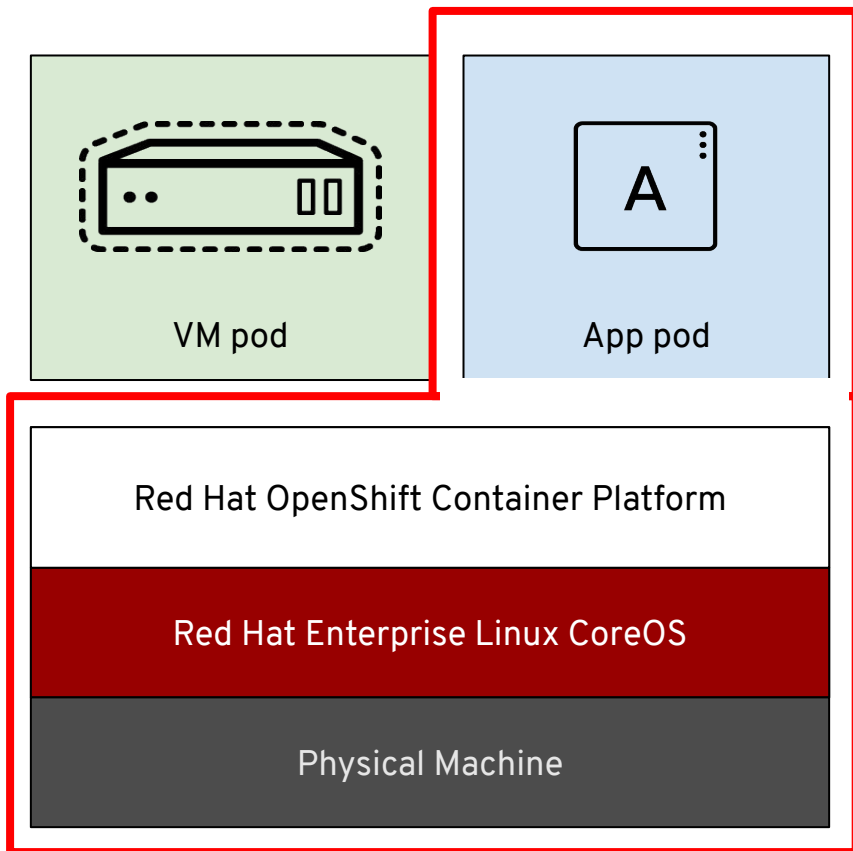 A
VM pod
App pod
Red Hat OpenShift Container Platform
Red Hat Enterprise Linux CoreOS
Physical Machine